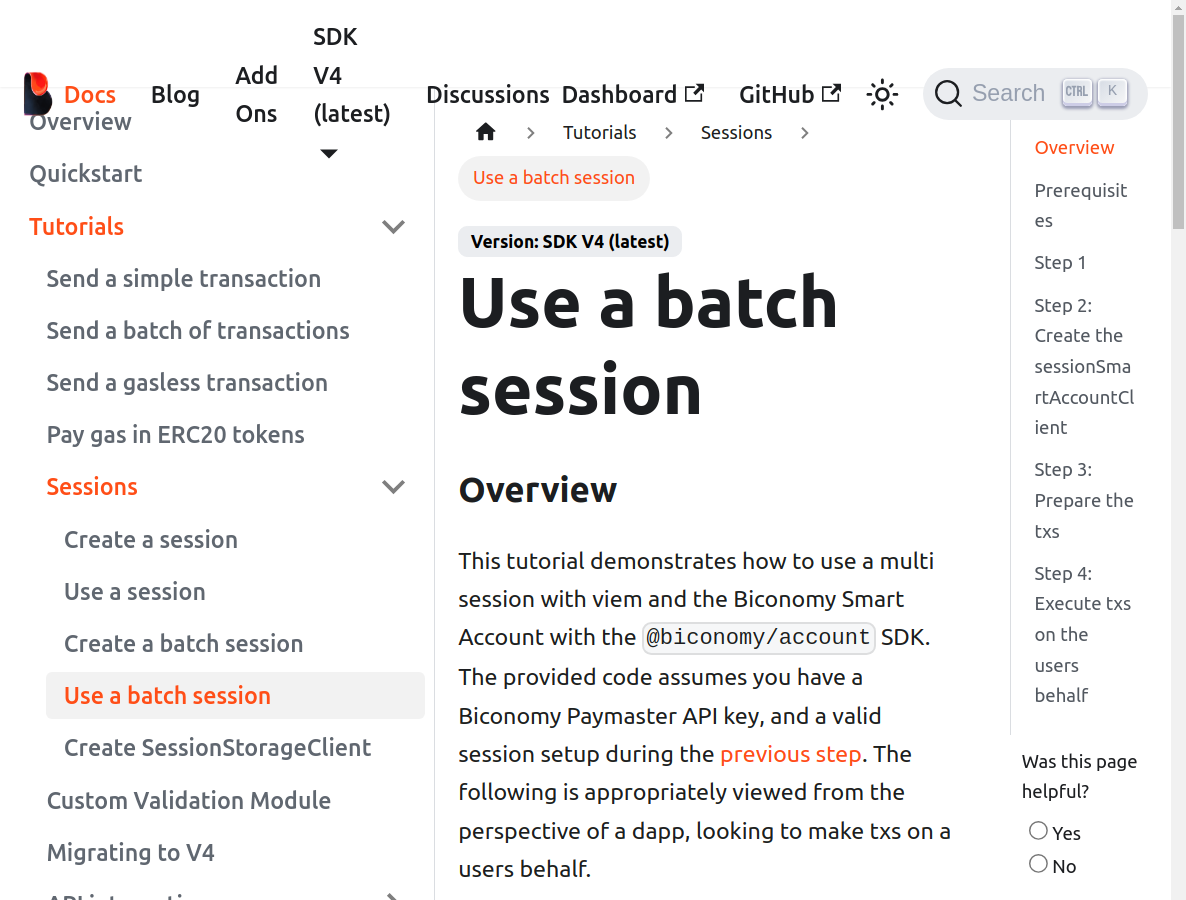 Docs
Blog
Add
Ons
SDK
V4
(latest)
Discussions
Dashboard
GitHub
Search
CTRL
K
Overview
Quickstart
Tutorials
Send a simple transaction
Send a batch of transactions
Send a gasless transaction
Pay gas in ERC20 tokens
Sessions
Create a session
Use a session
Create a batch session
Use a batch session
Create SessionStorageClient
Custom Validation Module
Migrating to V4
Tutorials
Sessions
Use a batch session
Version: SDK V4 (latest)
Use a batch
session
Overview
This tutorial demonstrates how to use a multi
session with viem and the Biconomy Smart
Account with the @biconomy/account SDK.
The provided code assumes you have a
Biconomy Paymaster API key, and a valid
session setup during the previous step. The
following is appropriately viewed from the
perspective of a dapp, looking to make txs on a
users behalf.
Overview
Prerequisit
es
Step 1
Step 2:
Create the
sessionSma
rtAccountCl
ient
Step 3:
Prepare the
txs
Step 4:
Execute txs
on the
users
behalf
Was this page
helpful?
Yes
No